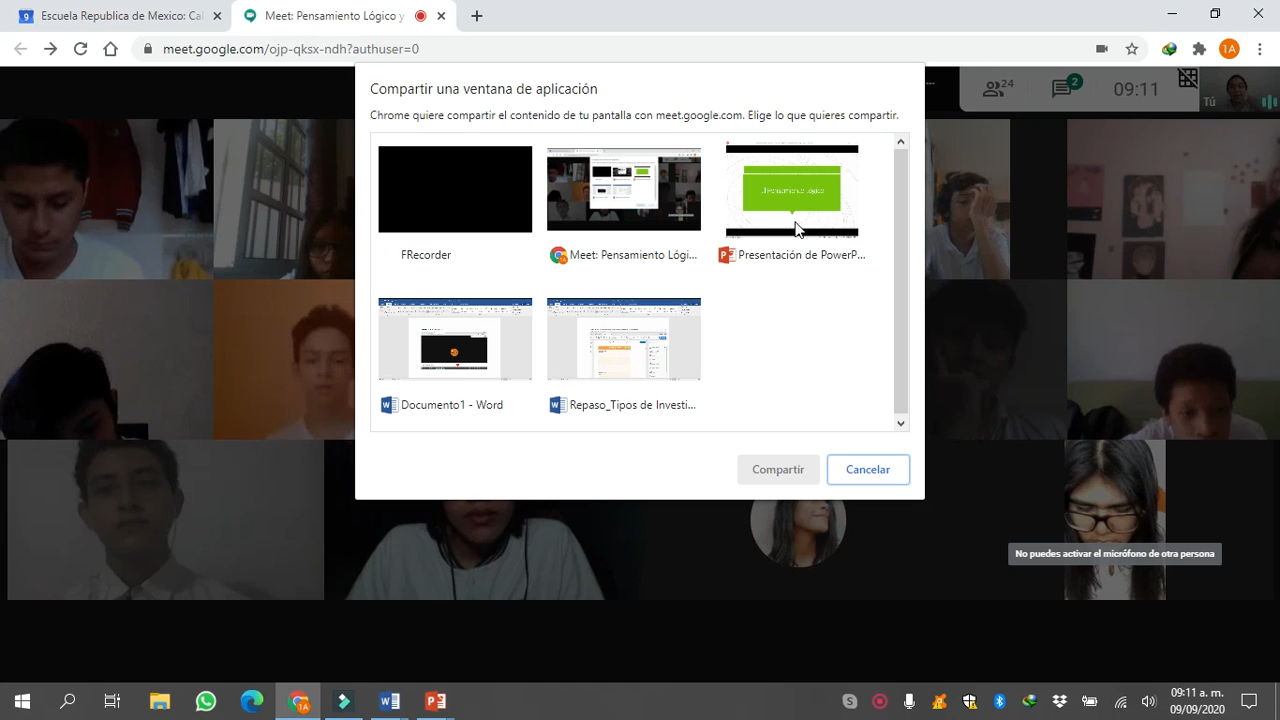 Escuela Republica de Mexico: Cal
Meet: Pensamiento Lógico y
meet.google.com/ojp-qksx-ndh?authuser=0
1A
Compartir una ventana de aplicación
Chrome quiere compartir el contenido de tu pantalla con meet.google.com. Elige lo que quieres compartir.
24
2
09:11
Tú
FRecorder
Meet: Pensamiento Lógi...
Presentación de PowerP...
Documento1 - Word
Repaso_Tipos de Investi...
Compartir
Cancelar
No puedes activar el micrófono de otra persona
09:11 a. m.
09/09/2020